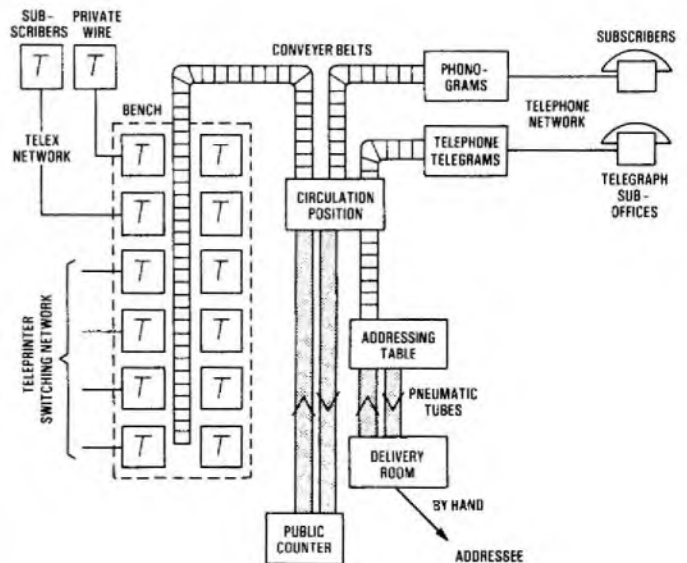 SUB-
SCRIBERS
PRIVATE
WIRE
T
T
CONVEYER BELTS
PHONO-
GRAMS
SUBSCRIBERS
BENCH
TELEX
NETWORK
TELEPHONE
NETWORK
TELEPHONE
TELEGRAMS
TELEGRAPH
SUB-
OFFICES
T
T
T
T
T
T
T
T
T
T
T
T
CIRCULATION
POSITION
TELEPRINTER
SWITCHING NETWORK
ADDRESSING
TABLE
PNEUMATIC
TUBES
DELIVERY
ROOM
BY HAND
PUBLIC
COUNTER
ADDRESSEE